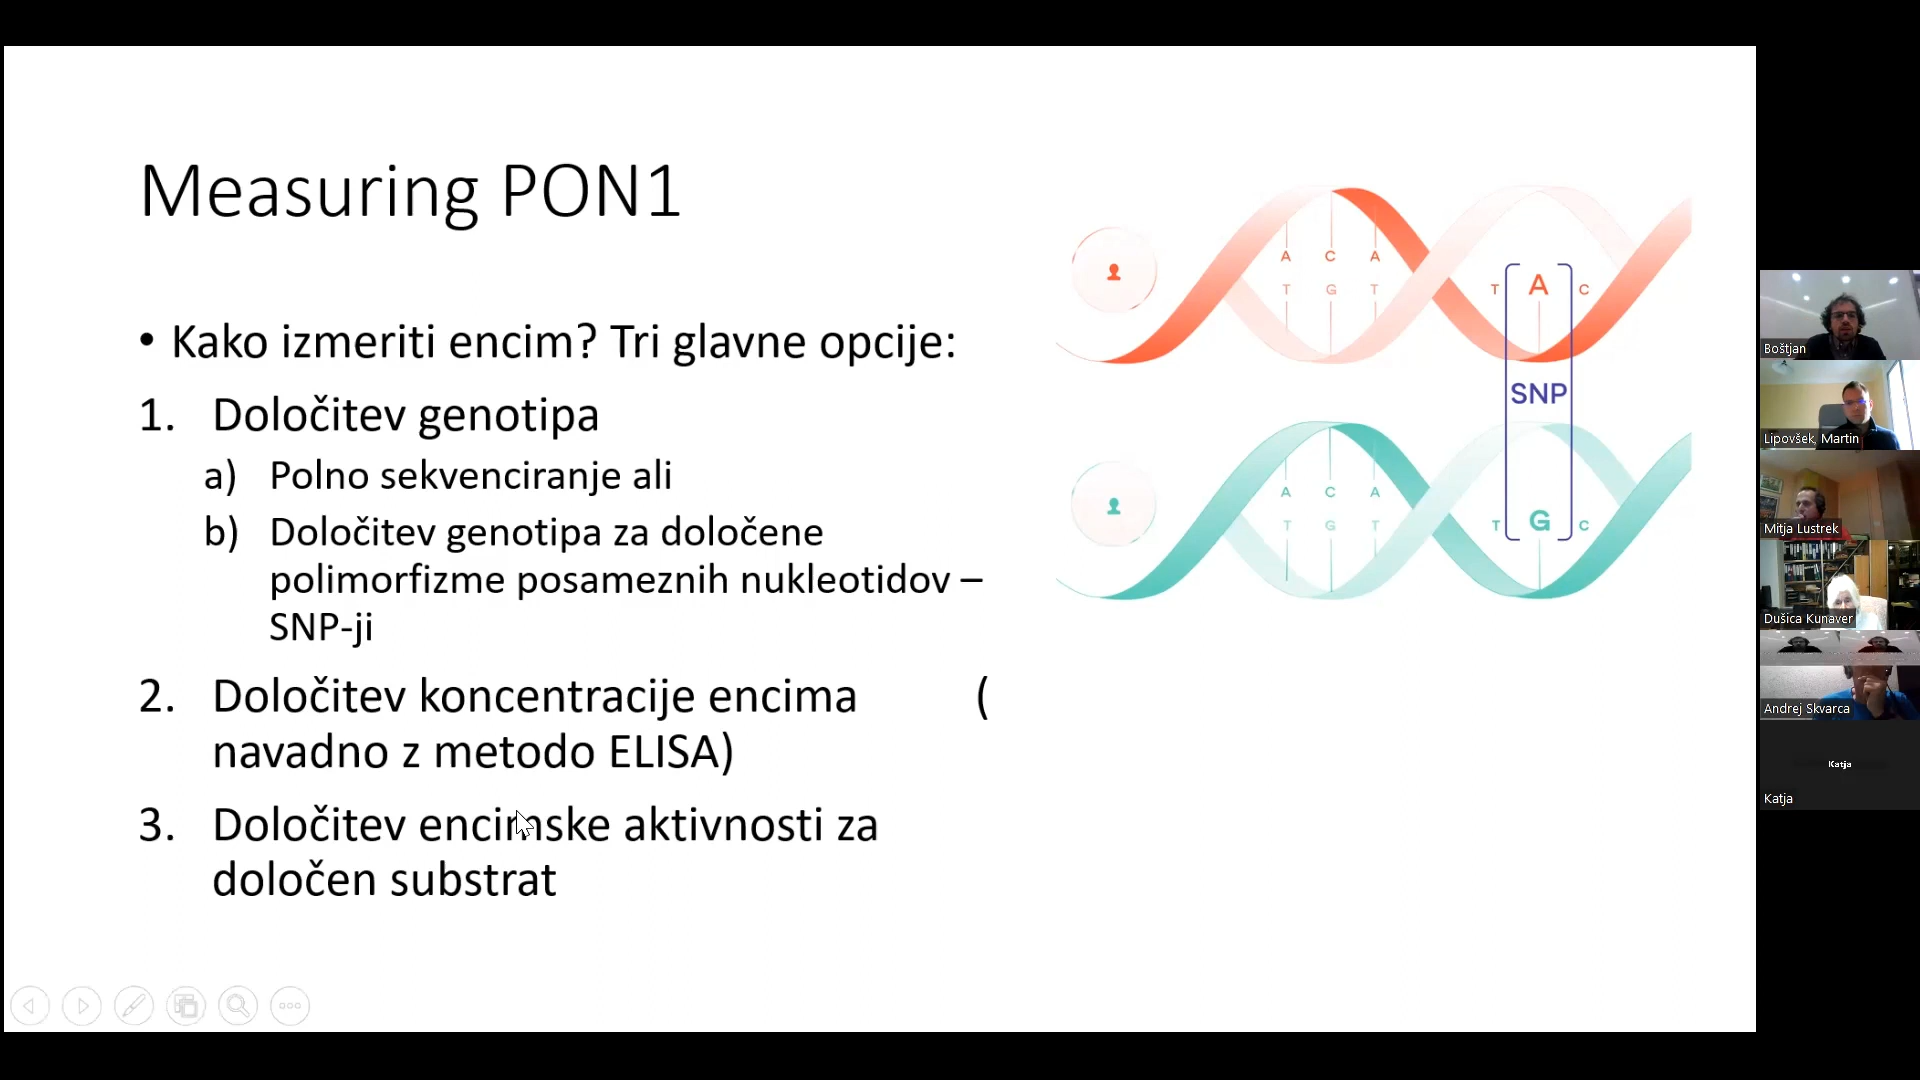 Measuring PON1
• Kako izmeriti encim? Tri glavne opcije:
1. Določitev genotipa
a) Polno sekvenciranje ali
b) Določitev genotipa za določene
polimorfizme posameznih nukleotidov –
SNP-ji
2. Določitev koncentracije encima (
navadno z metodo ELISA)
3. Določitev encimske aktivnosti za
določen substrat
A C A
T G T
T A C
SNP
A C A
T G T
T G C
Boštjan
Lipovšek, Martin
Mitja Lustrek
Dušica Kunaver
Andrej Skvarca
Katja
Katja